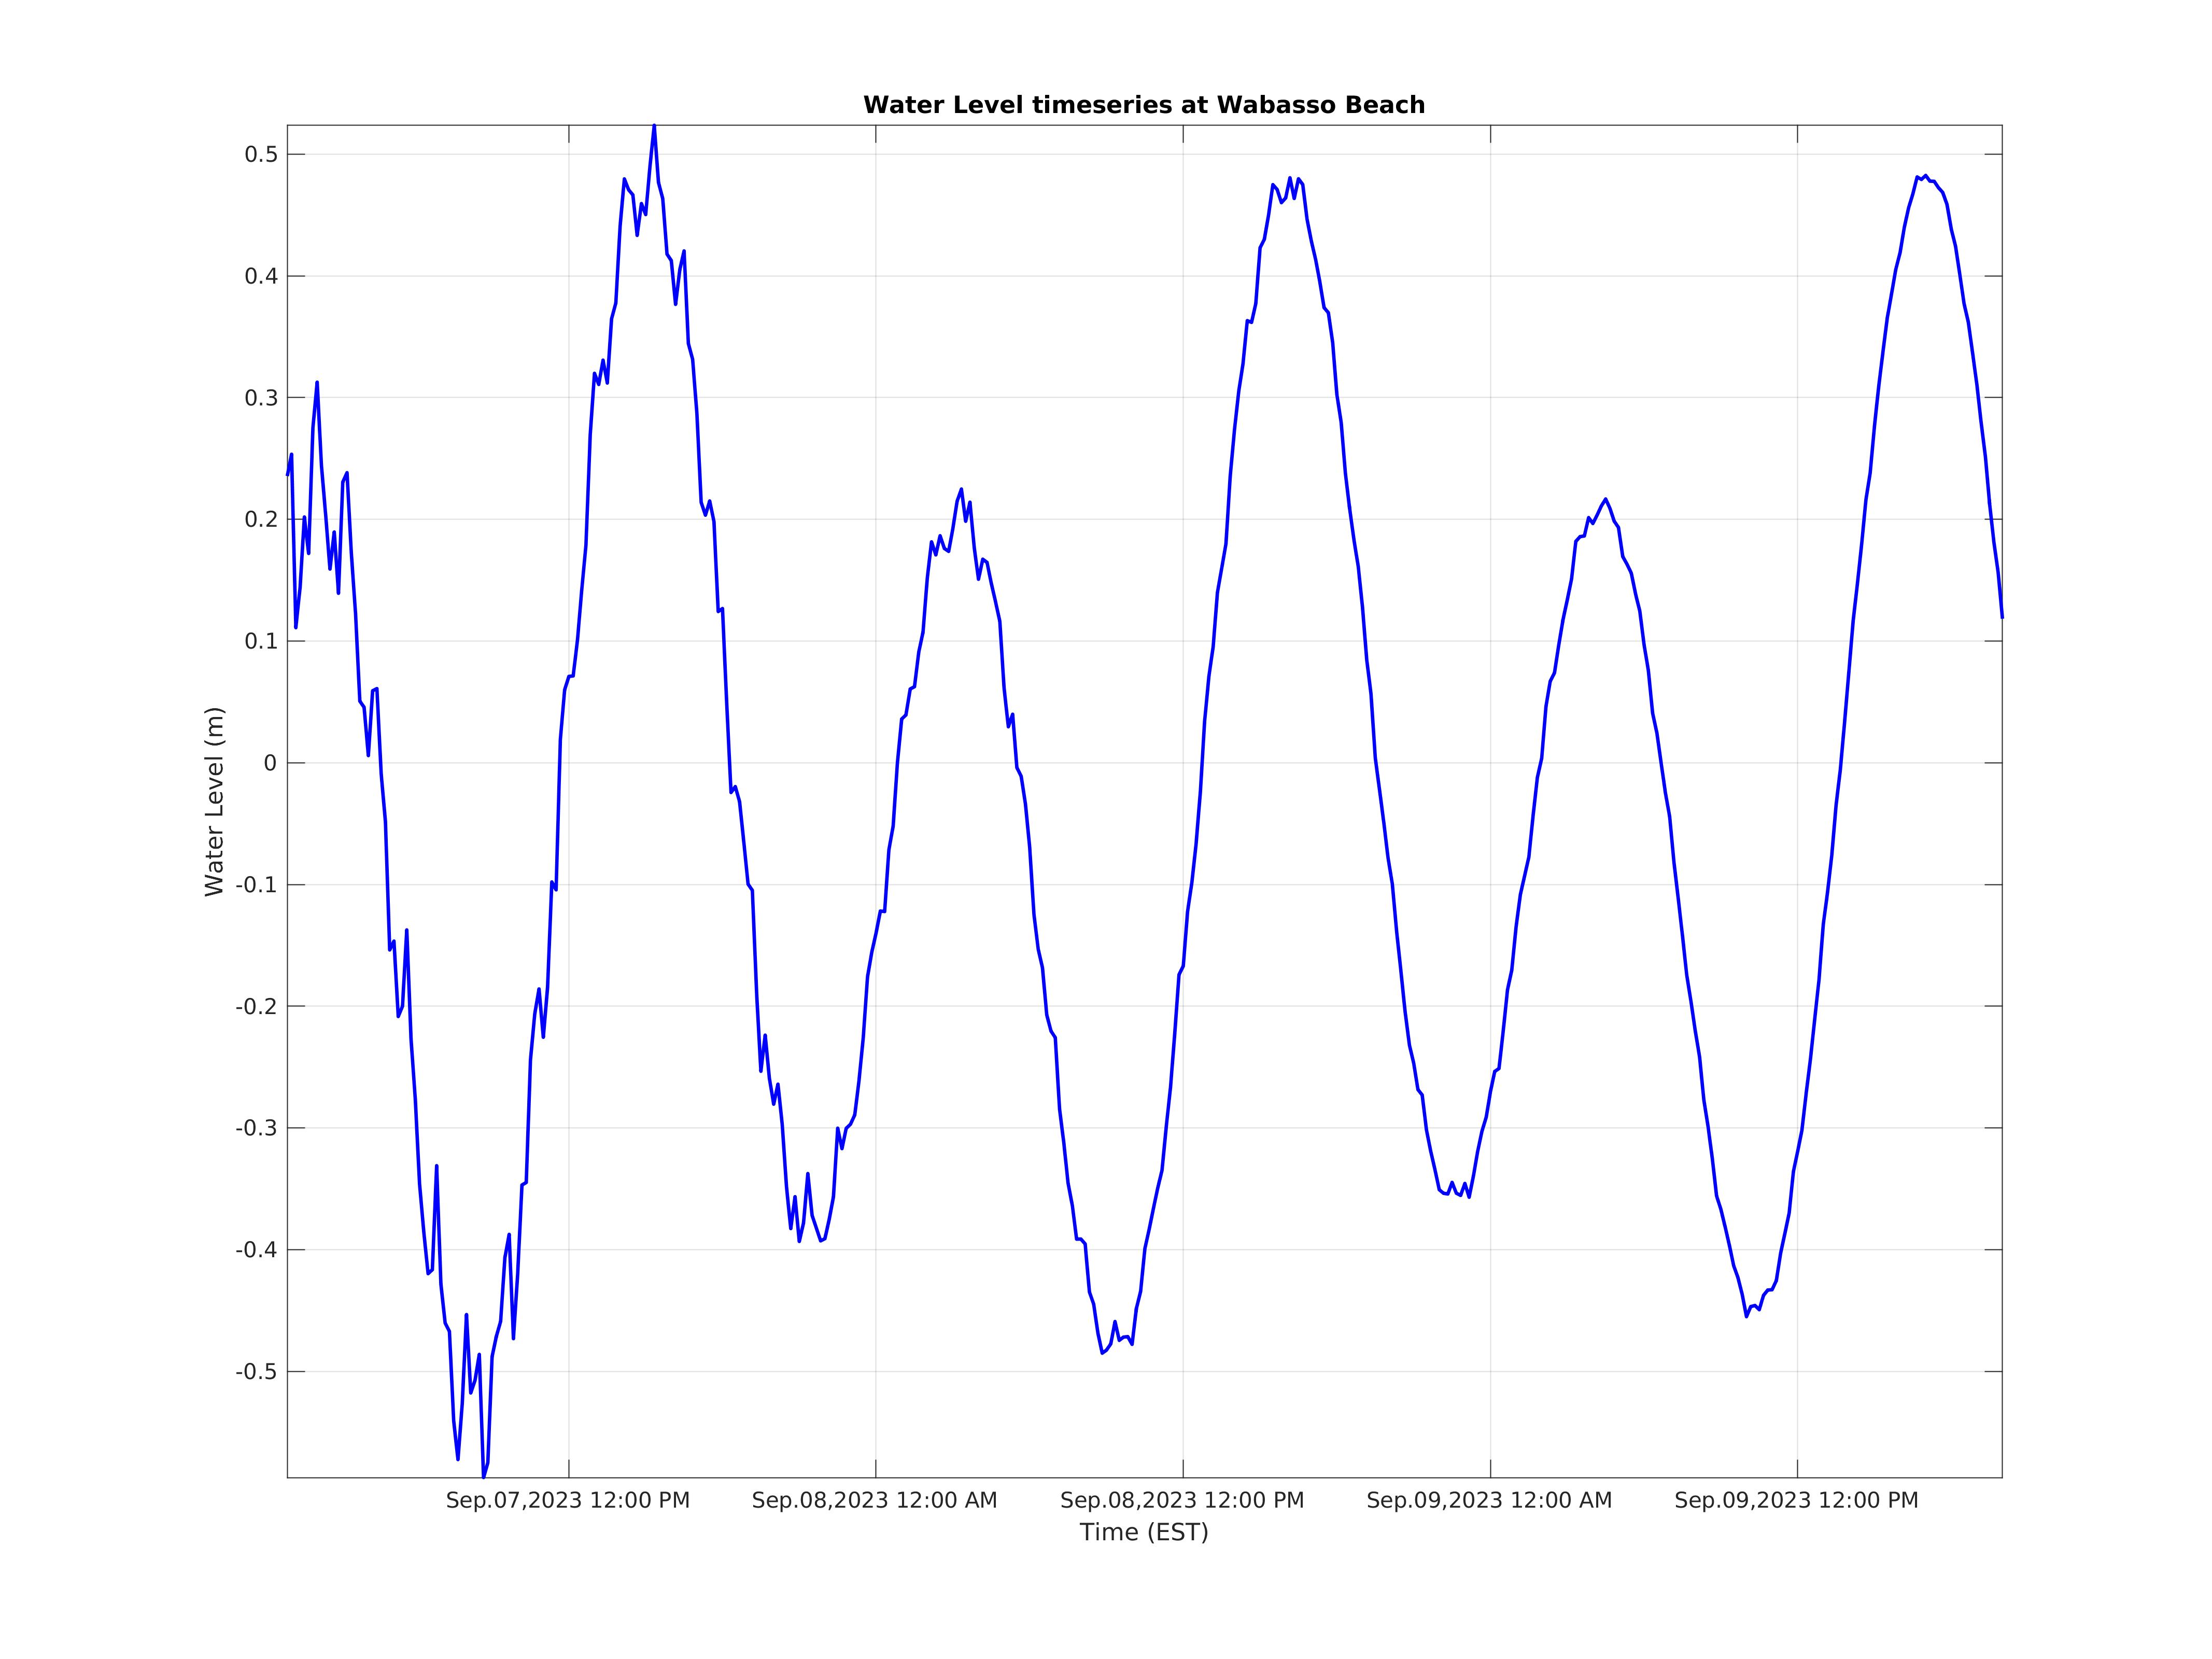 Water Level timeseries at Wabasso Beach
0.5
0.4
0.3
0.2
0.1
0
-0.1
-0.2
-0.3
-0.4
-0.5
Water Level (m)
Sep.07,2023 12:00 PM Sep.08,2023 12:00 AM Sep.08,2023 12:00 PM Sep.09,2023 12:00 AM Sep.09,2023 12:00 PM
Time (EST)